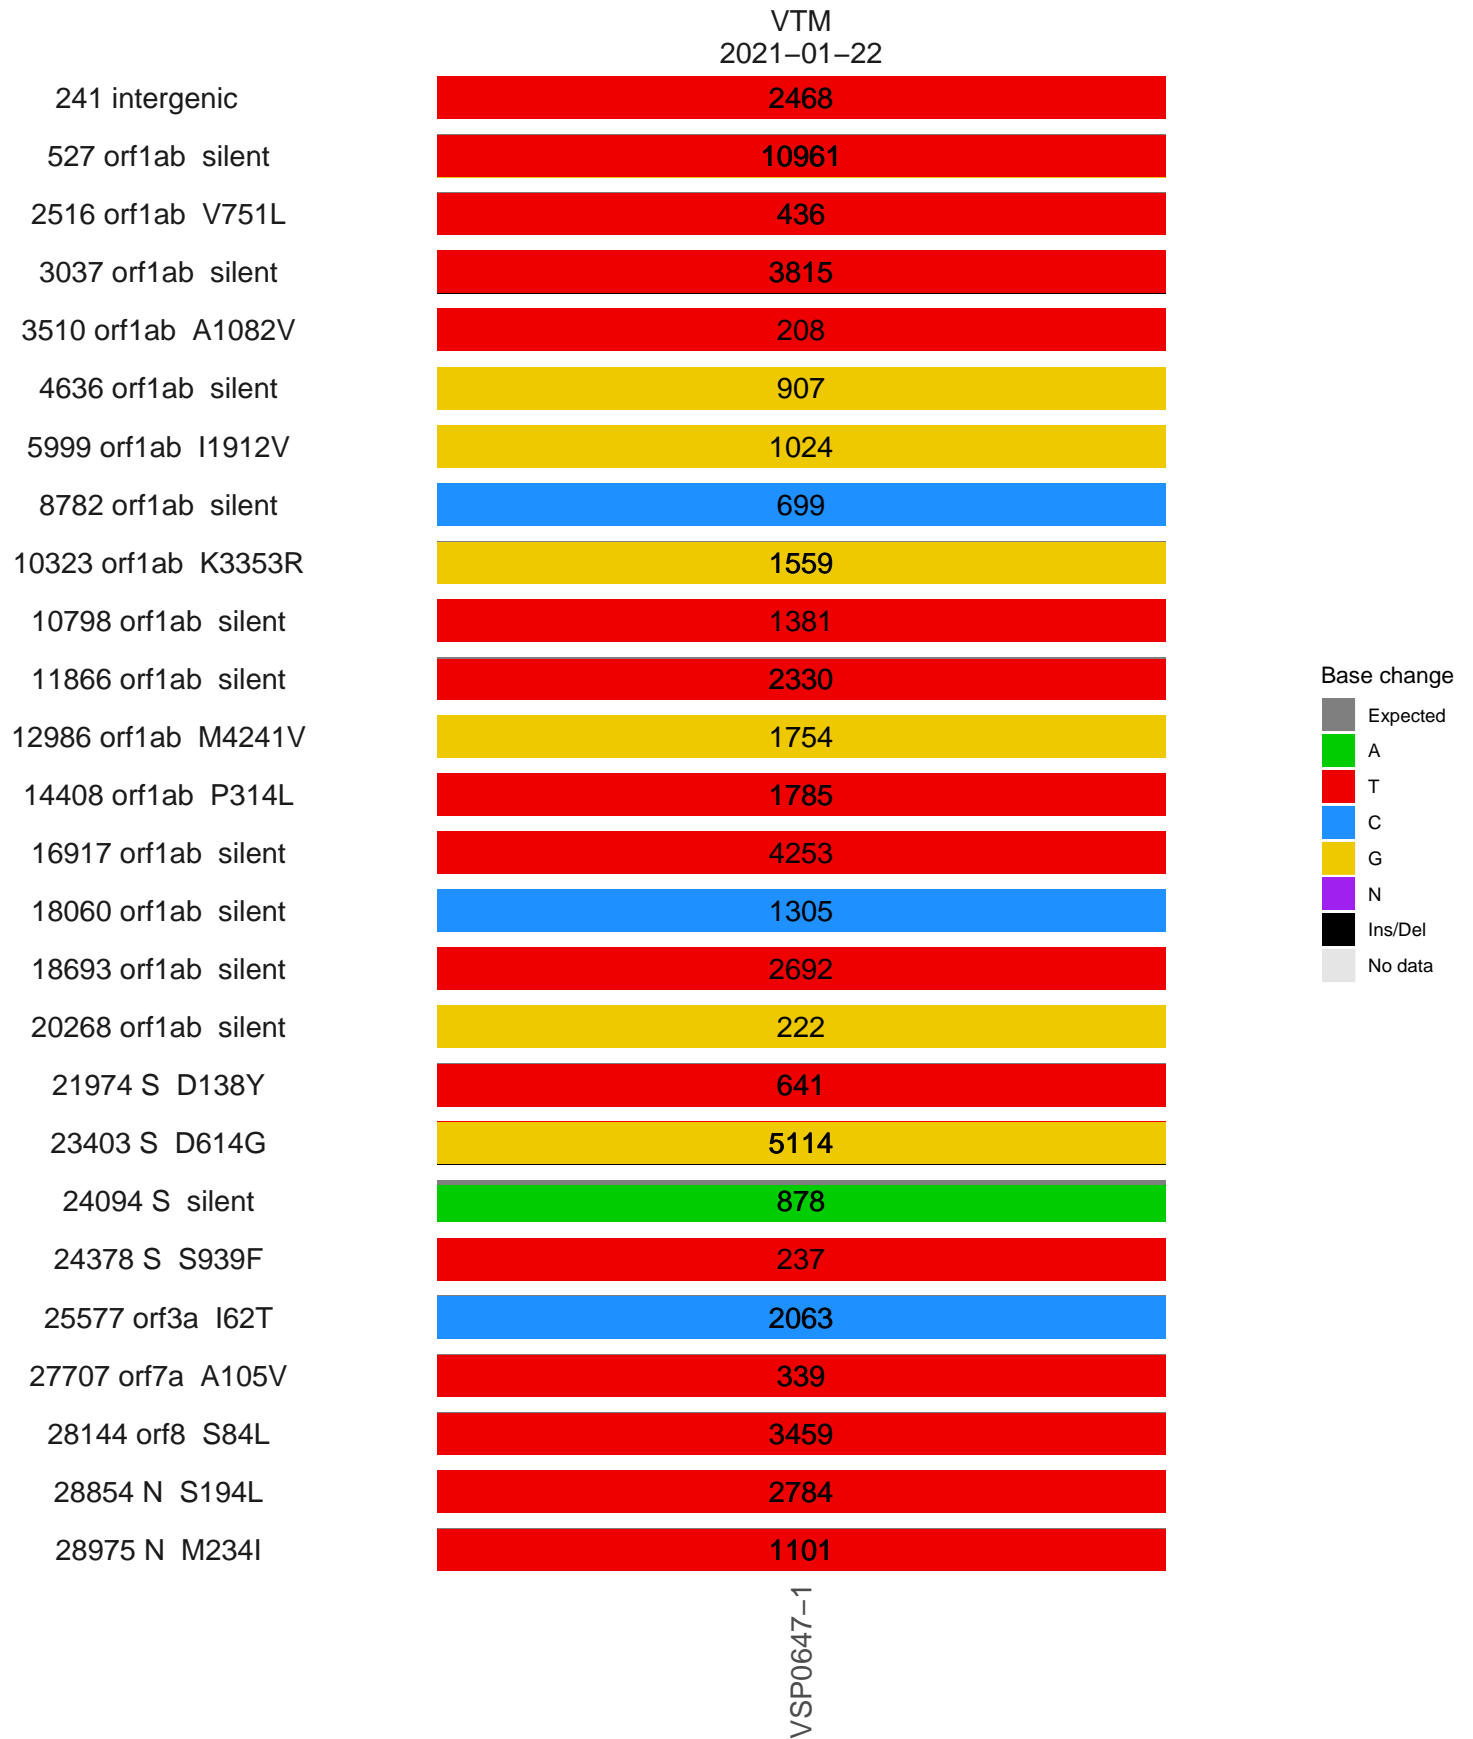 VTM
2021−01−22
241 intergenic 2468
527 orf1ab silent 10961
2516 orf1ab V751L 436
3037 orf1ab silent 3815
3510 orf1ab A1082V 208
4636 orf1ab silent 907
5999 orf1ab I1912V 1024
8782 orf1ab silent 699
10323 orf1ab K3353R 1559
10798 orf1ab silent 1381
11866 orf1ab silent 2330
12986 orf1ab M4241V 1754
14408 orf1ab P314L 1785
16917 orf1ab silent 4253
18060 orf1ab silent 1305
18693 orf1ab silent 2692
20268 orf1ab silent 222
21974 S D138Y 641
23403 S D614G 5114
24094 S silent 878
24378 S S939F 237
25577 orf3a I62T 2063
27707 orf7a A105V 339
28144 orf8 S84L 3459
28854 N S194L 2784
28975 N M234I 1101
VSP0647−1
Base change
Expected
A
T
C
G
N
Ins/Del
No data